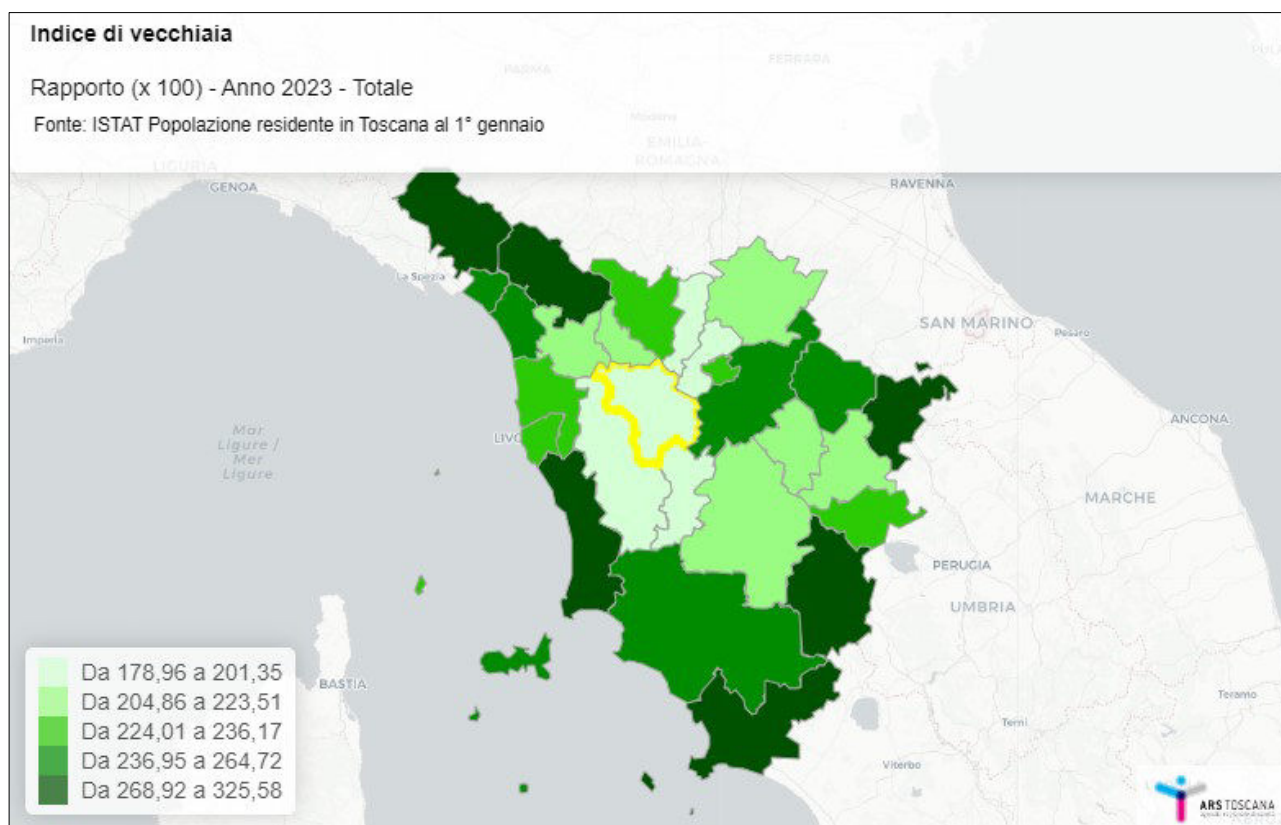 Indice di vecchiaia
Rapporto (x 100) - Anno 2023 - Totale
Fonte: ISTAT Popolazione residente in Toscana al 1° gennaio
PARMA
FERRARA
Modena
EMILIA-
ROMAGNA
LIGURIA
GENOA
RAVENNA
La Spezia
Imperia
SAN MARINO
Pesaro
ANCONA
Mar
Ligure /
Mer
Ligure
LIVO
MARCHE
PERUGIA
UMBRIA
BASTIA
Teramo
Terni
Viterbo
Da 178,96 a 201,35
Da 204,86 a 223,51
Da 224,01 a 236,17
Da 236,95 a 264,72
Da 268,92 a 325,58
ARS TOSCANA